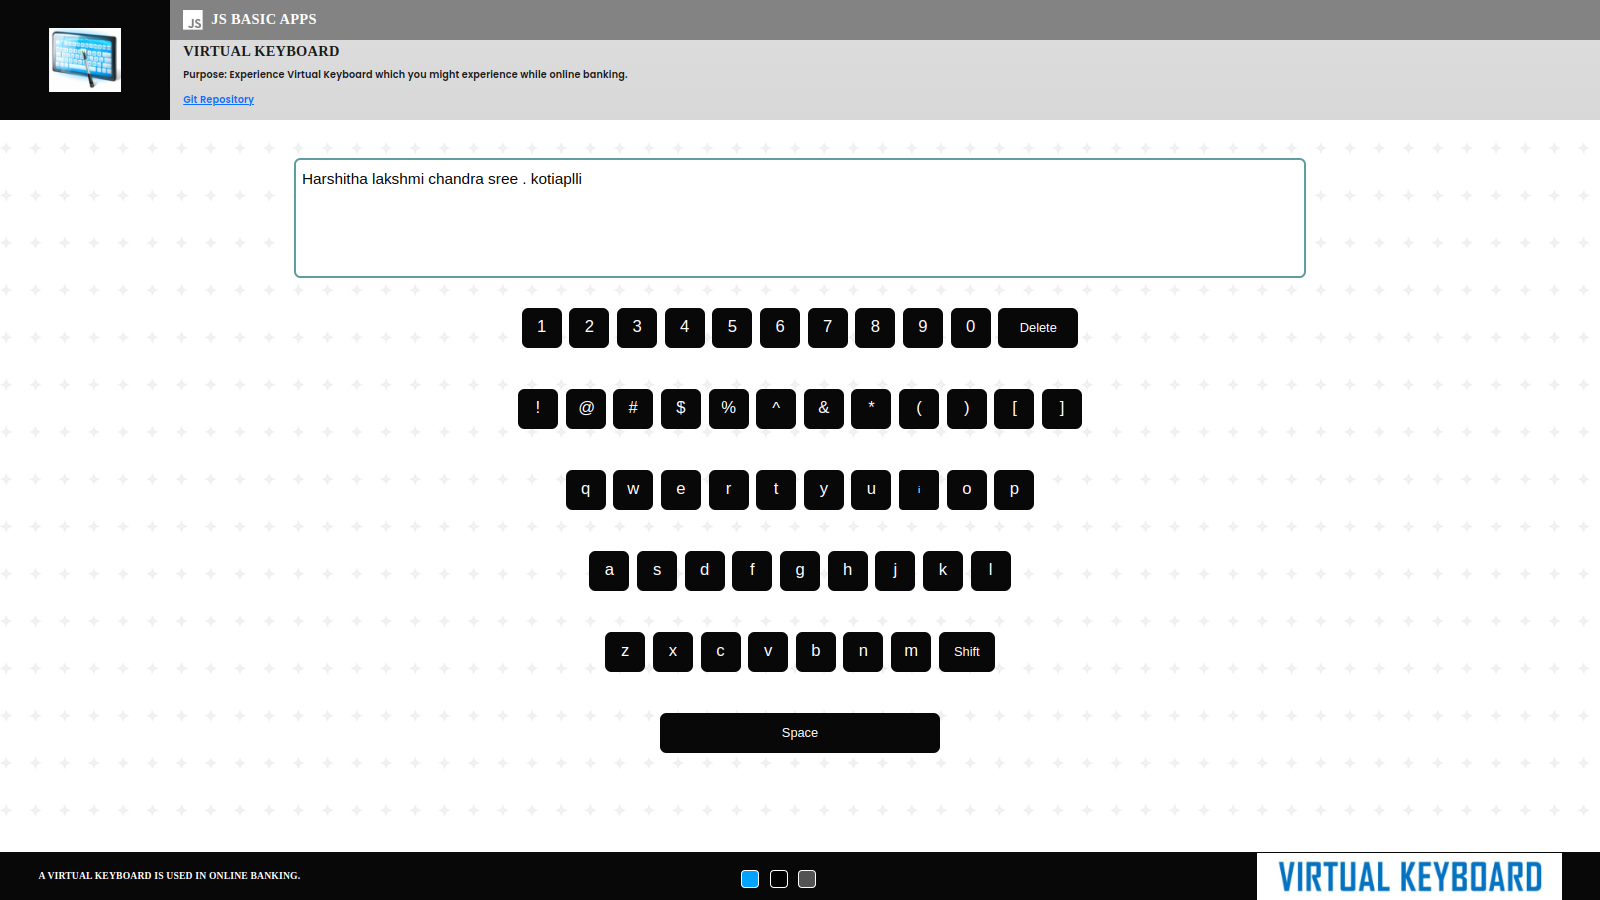 JS JS BASIC APPS
VIRTUAL KEYBOARD
Purpose: Experience Virtual Keyboard which you might experience while online banking.
Git Repository
Harshitha lakshmi chandra sree . kotiaplli
1 2 3 4 5 6 7 8 9 0 Delete
! @ # $ % ^ & * ( ) [ ]
q w e r t y u i o p
a s d f g h j k l
z x c v b n m Shift
Space
A VIRTUAL KEYBOARD IS USED IN ONLINE BANKING.
VIRTUAL KEYBOARD